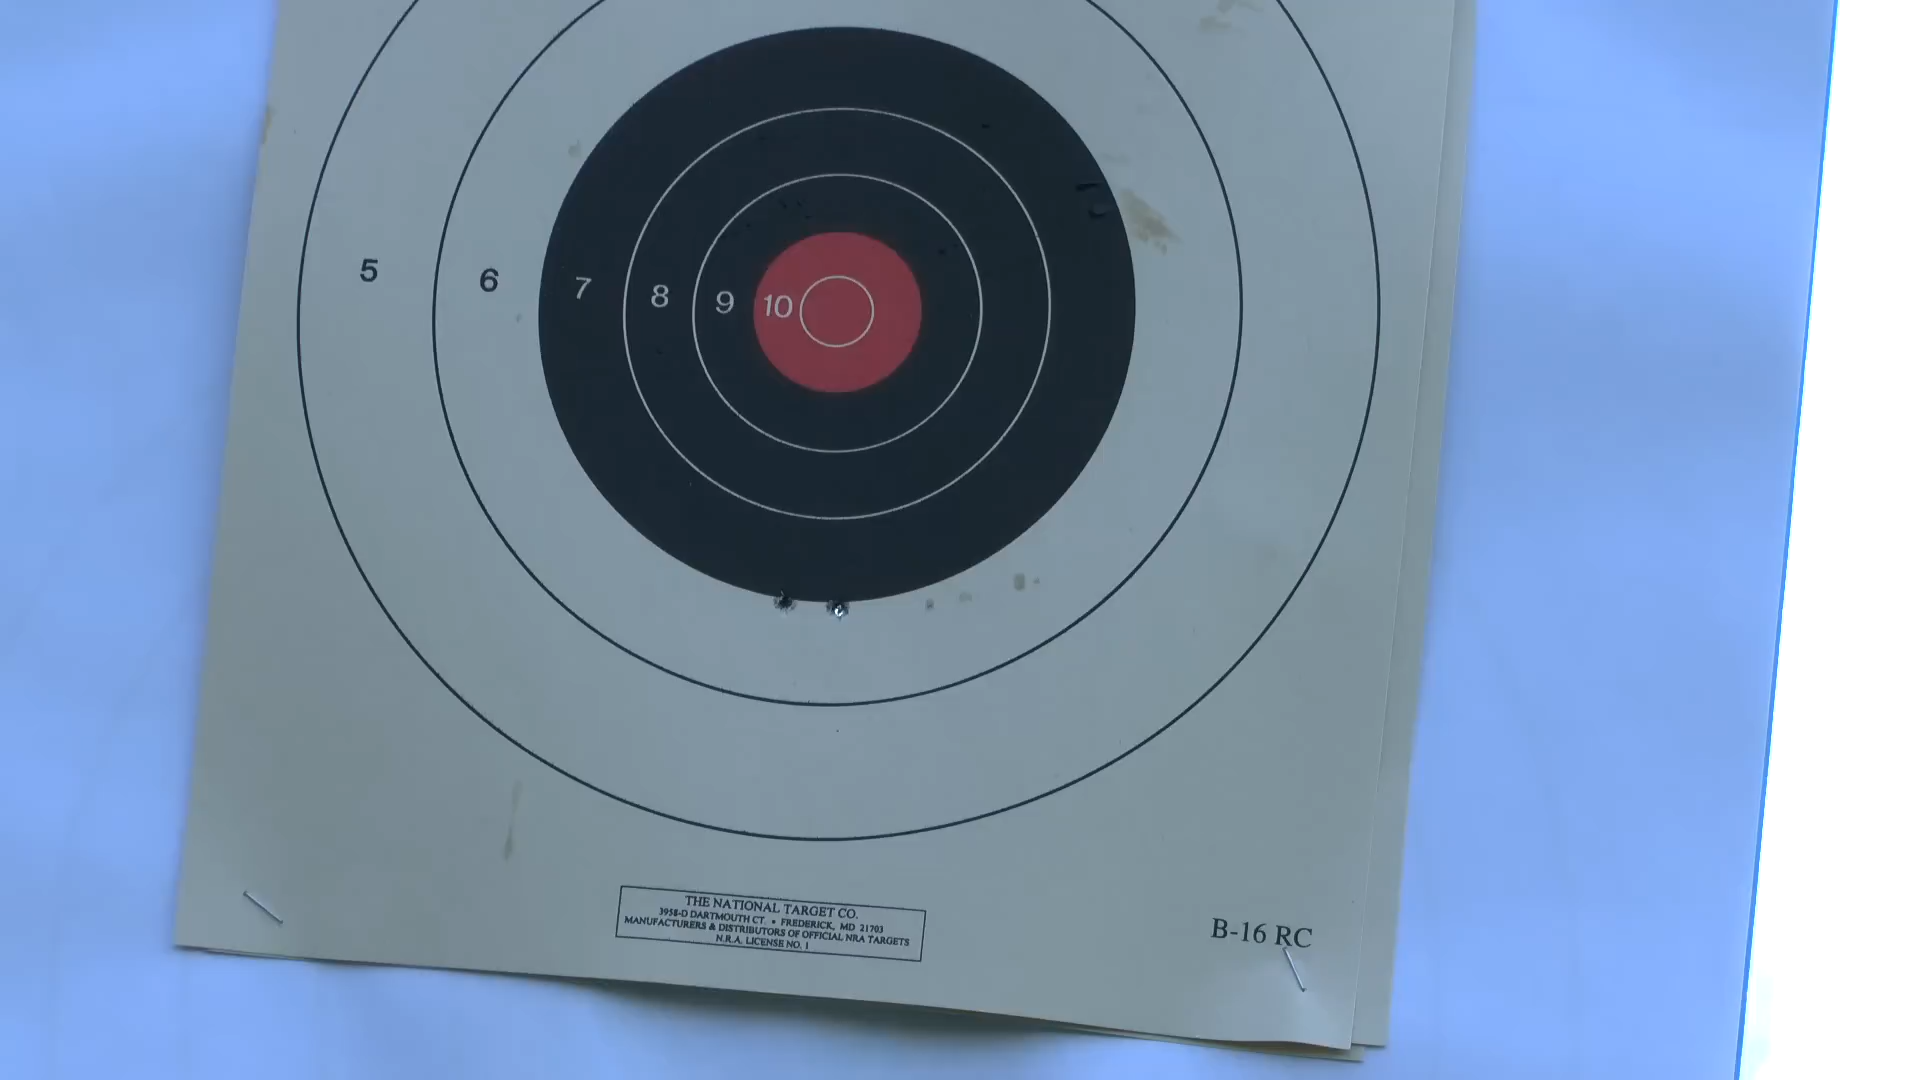 5 6 7 8 9 10
THE NATIONAL TARGET CO.
3958-D DARTMOUTH CT. • FREDERICK, MD 21703
MANUFACTURERS & DISTRIBUTORS OF OFFICIAL NRA TARGETS
N.R.A. LICENSE NO. 1
B-16 RC